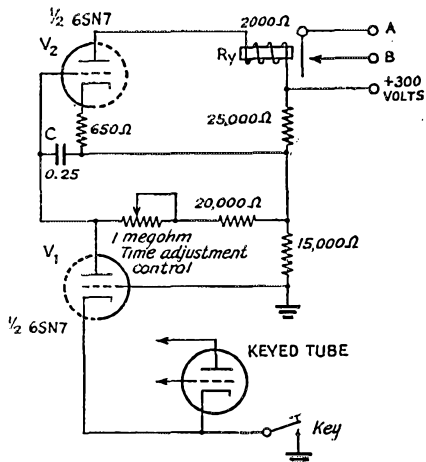 ½ 6SN7
2000Ω
V₂
Ry
A
B
+300
VOLTS
25,000Ω
650Ω
C
0.25
20,000Ω
1 megohm
Time adjustment
control
15,000Ω
V₁
½ 6SN7
KEYED TUBE
Key